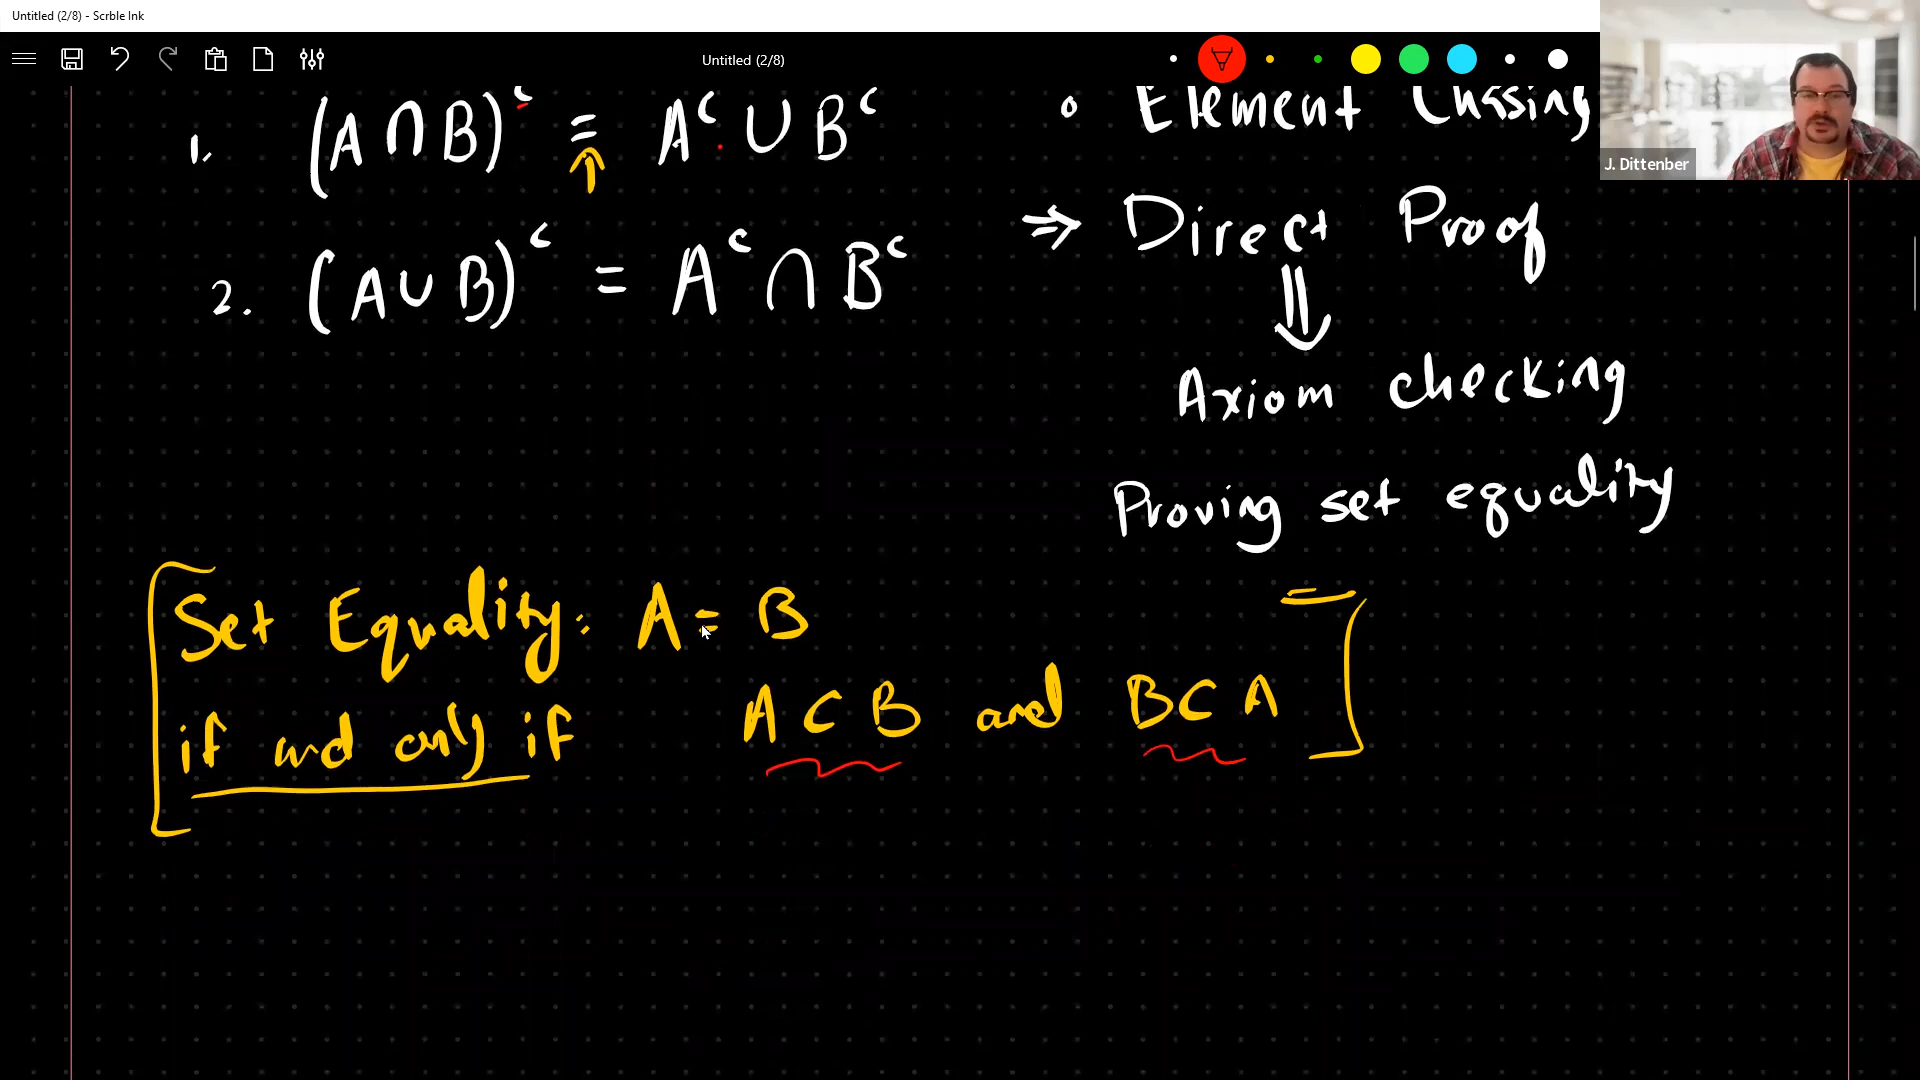 Untitled (2/8) - Scrble Ink
Untitled (2/8)
J. Dittenber
1. (A ∩ B)ᶜ = Aᶜ ∪ Bᶜ
2. (A ∪ B)ᶜ = Aᶜ ∩ Bᶜ
Element Chasing
⇒ Direct Proof
⇓
Axiom checking
Proving set equality
Set Equality: A = B
if and only if A ⊂ B and B ⊂ A